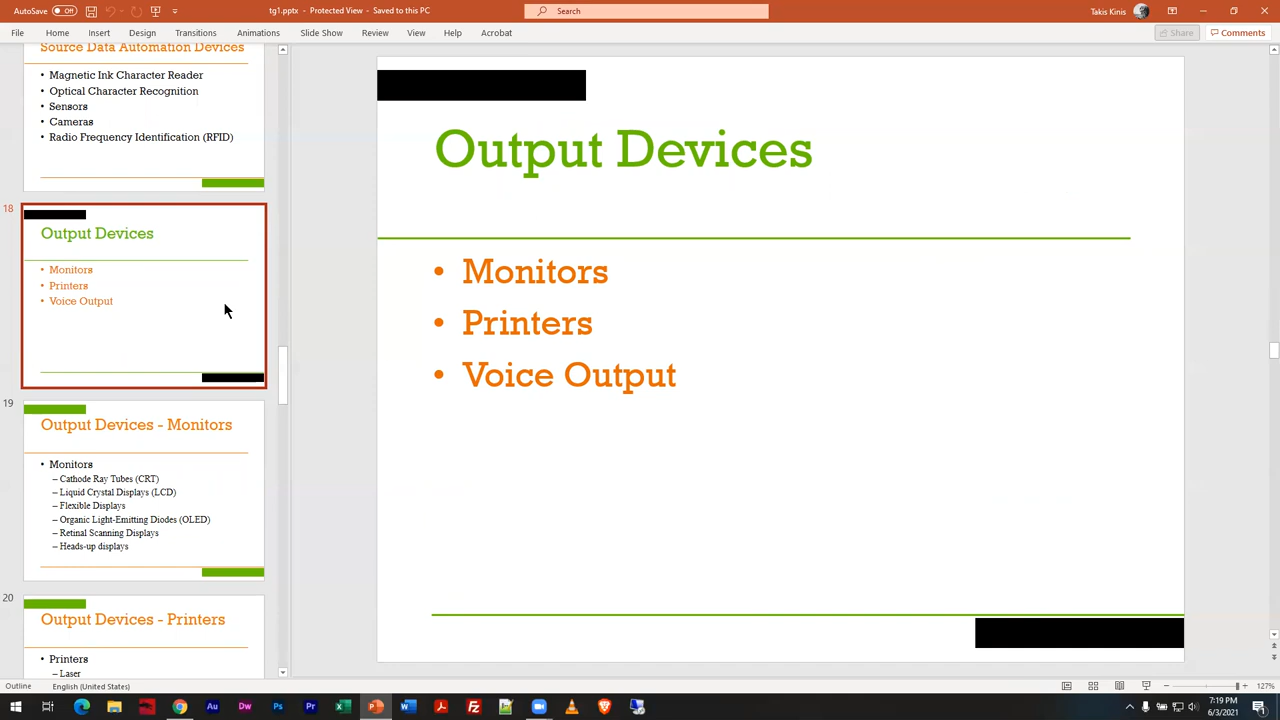 AutoSave
Off
tg1.pptx - Protected View - Saved to this PC
Search
Takis Kinis
File
Home
Insert
Design
Transitions
Animations
Slide Show
Review
View
Help
Acrobat
Share
Comments
Source Data Automation Devices
• Magnetic Ink Character Reader
• Optical Character Recognition
• Sensors
• Cameras
• Radio Frequency Identification (RFID)
18
Output Devices
• Monitors
• Printers
• Voice Output
19
Output Devices - Monitors
• Monitors
– Cathode Ray Tubes (CRT)
– Liquid Crystal Displays (LCD)
– Flexible Displays
– Organic Light-Emitting Diodes (OLED)
– Retinal Scanning Displays
– Heads-up displays
20
Output Devices - Printers
• Printers
– Laser
Output Devices
• Monitors
• Printers
• Voice Output
Outline
English (United States)
127%
Au
Dw
Ps
Pr
7:19 PM
6/3/2021